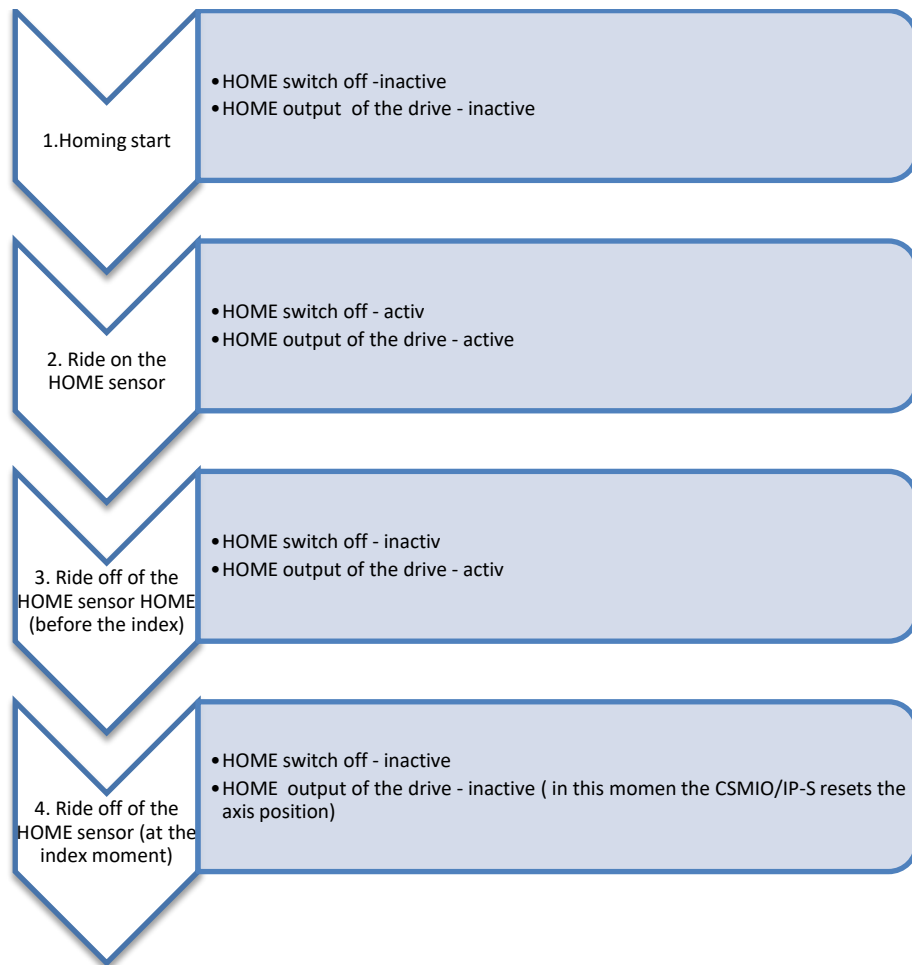 1.Homing start
•HOME switch off -inactive
•HOME output of the drive - inactive
2. Ride on the
HOME sensor
•HOME switch off - activ
•HOME output of the drive - active
3. Ride off of the
HOME sensor HOME
(before the index)
•HOME switch off - inactiv
•HOME output of the drive - activ
4. Ride off of the
HOME sensor (at the
index moment)
•HOME switch off - inactive
•HOME output of the drive - inactive ( in this momen the CSMIO/IP-S resets the
axis position)